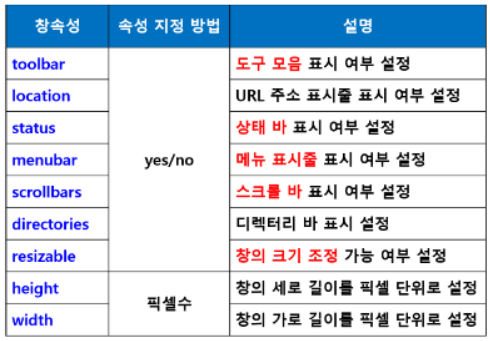 창속성 속성 지정 방법 설명
toolbar 도구 모음 표시 여부 설정
location URL 주소 표시줄 표시 여부 설정
status 상태 바 표시 여부 설정
menubar yes/no 메뉴 표시줄 표시 여부 설정
scrollbars 스크롤 바 표시 여부 설정
directories 디렉터리 바 표시 설정
resizable 창의 크기 조정 가능 여부 설정
height 픽셀수 창의 세로 길이를 픽셀 단위로 설정
width 창의 가로 길이를 픽셀 단위로 설정